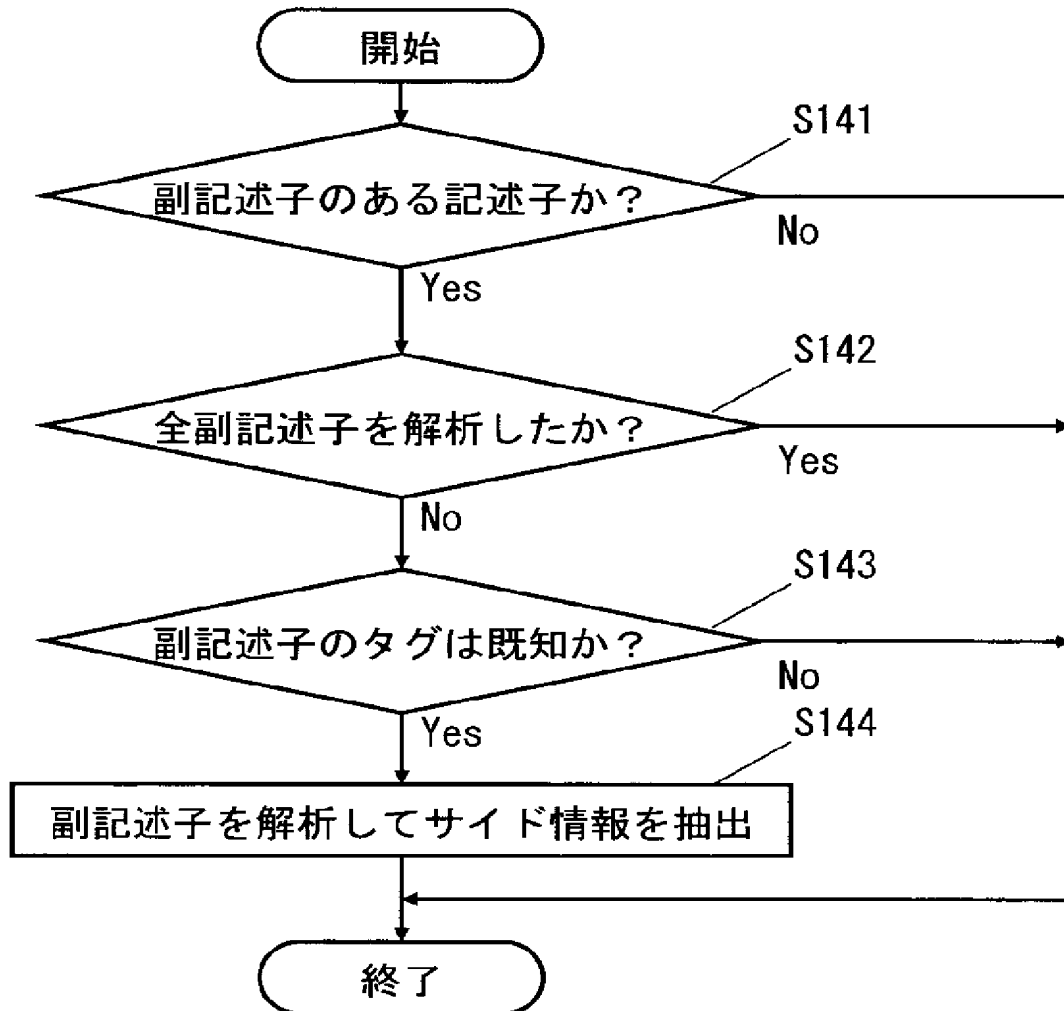 開始
S141
副記述子のある記述子か？
No
Yes
S142
全副記述子を解析したか？
Yes
No
S143
副記述子のタグは既知か？
No
Yes
S144
副記述子を解析してサイド情報を抽出
終了